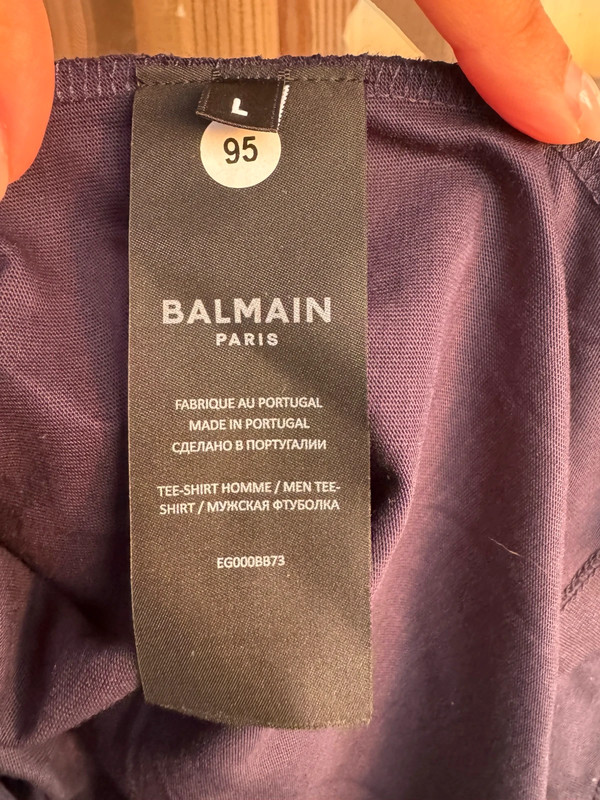 L
95
BALMAIN
PARIS
FABRIQUE AU PORTUGAL
MADE IN PORTUGAL
СДЕЛАНО В ПОРТУГАЛИИ
TEE-SHIRT HOMME / MEN TEE-
SHIRT / МУЖСКАЯ ФТУБОЛКА
EG000BB73